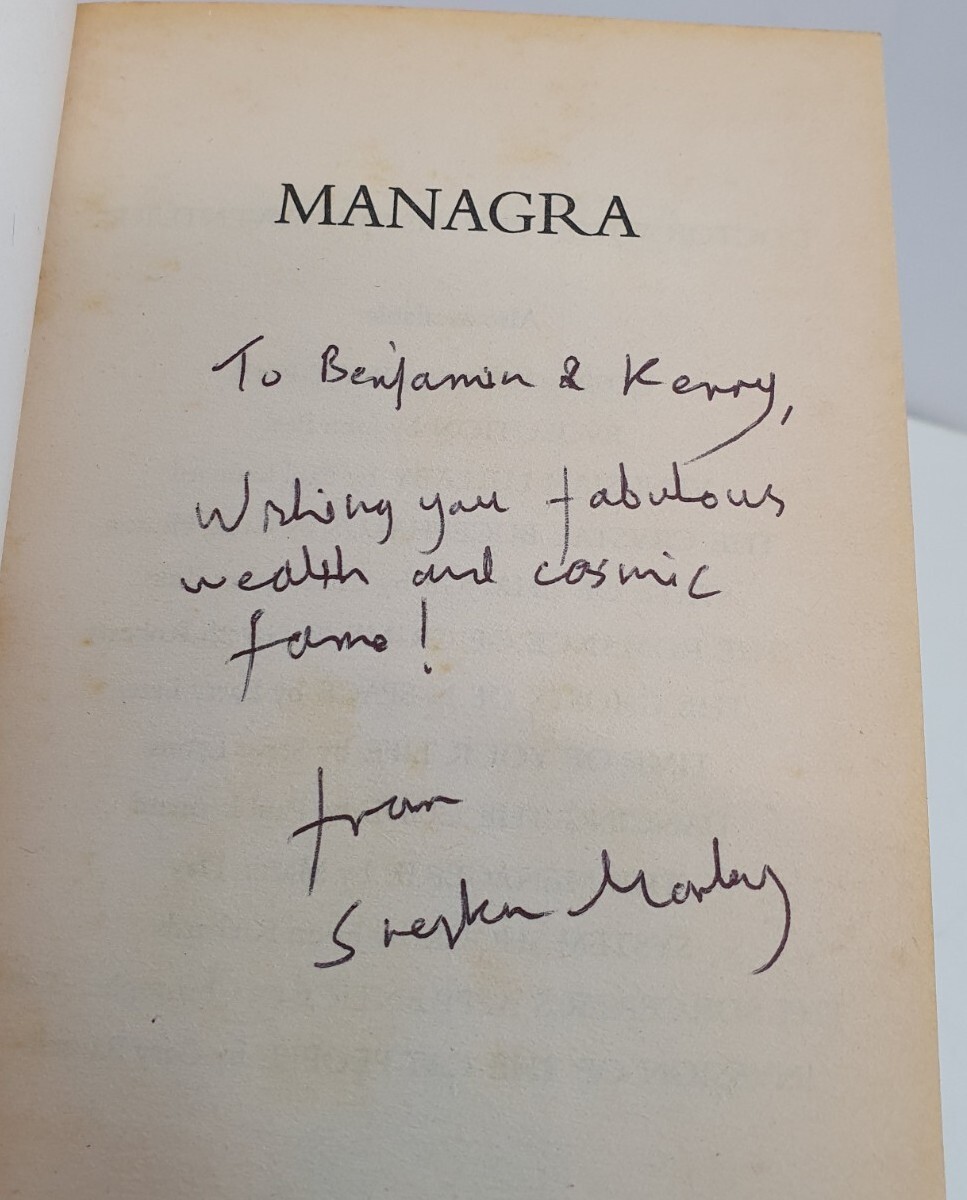 MANAGRA
To Benjamin & Kerry,
Wishing you fabulous
wealth and cosmic
fame!
from
Stephen Marley